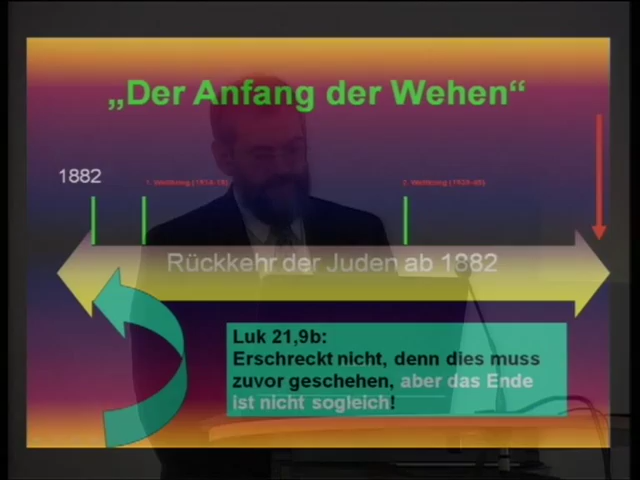 „Der Anfang der Wehen“
1882
1. Weltkrieg (1914-18)
2. Weltkrieg (1939-45)
Rückkehr der Juden ab 1882
Luk 21,9b:
Erschreckt nicht, denn dies muss
zuvor geschehen, aber das Ende
ist nicht sogleich!